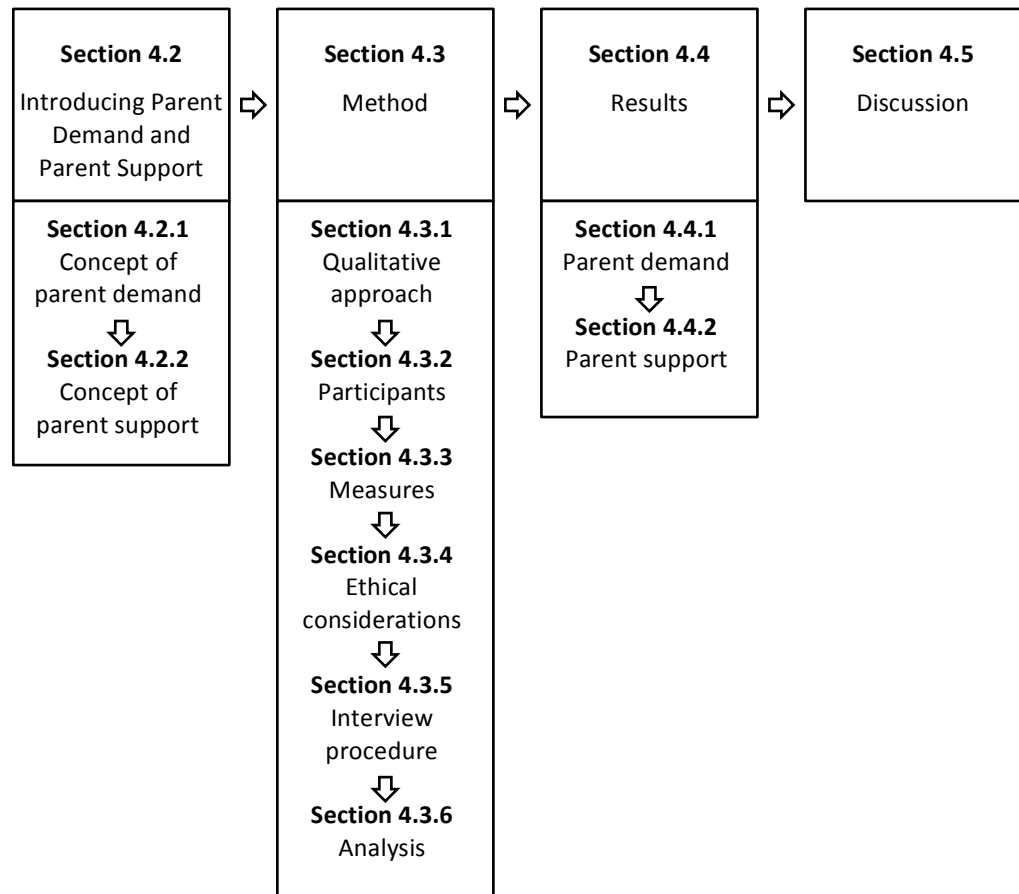 Section 4.2
Introducing Parent
Demand and
Parent Support
Section 4.2.1
Concept of
parent demand
Section 4.2.2
Concept of
parent support
Section 4.3
Method
Section 4.3.1
Qualitative
approach
Section 4.3.2
Participants
Section 4.3.3
Measures
Section 4.3.4
Ethical
considerations
Section 4.3.5
Interview
procedure
Section 4.3.6
Analysis
Section 4.4
Results
Section 4.4.1
Parent demand
Section 4.4.2
Parent support
Section 4.5
Discussion